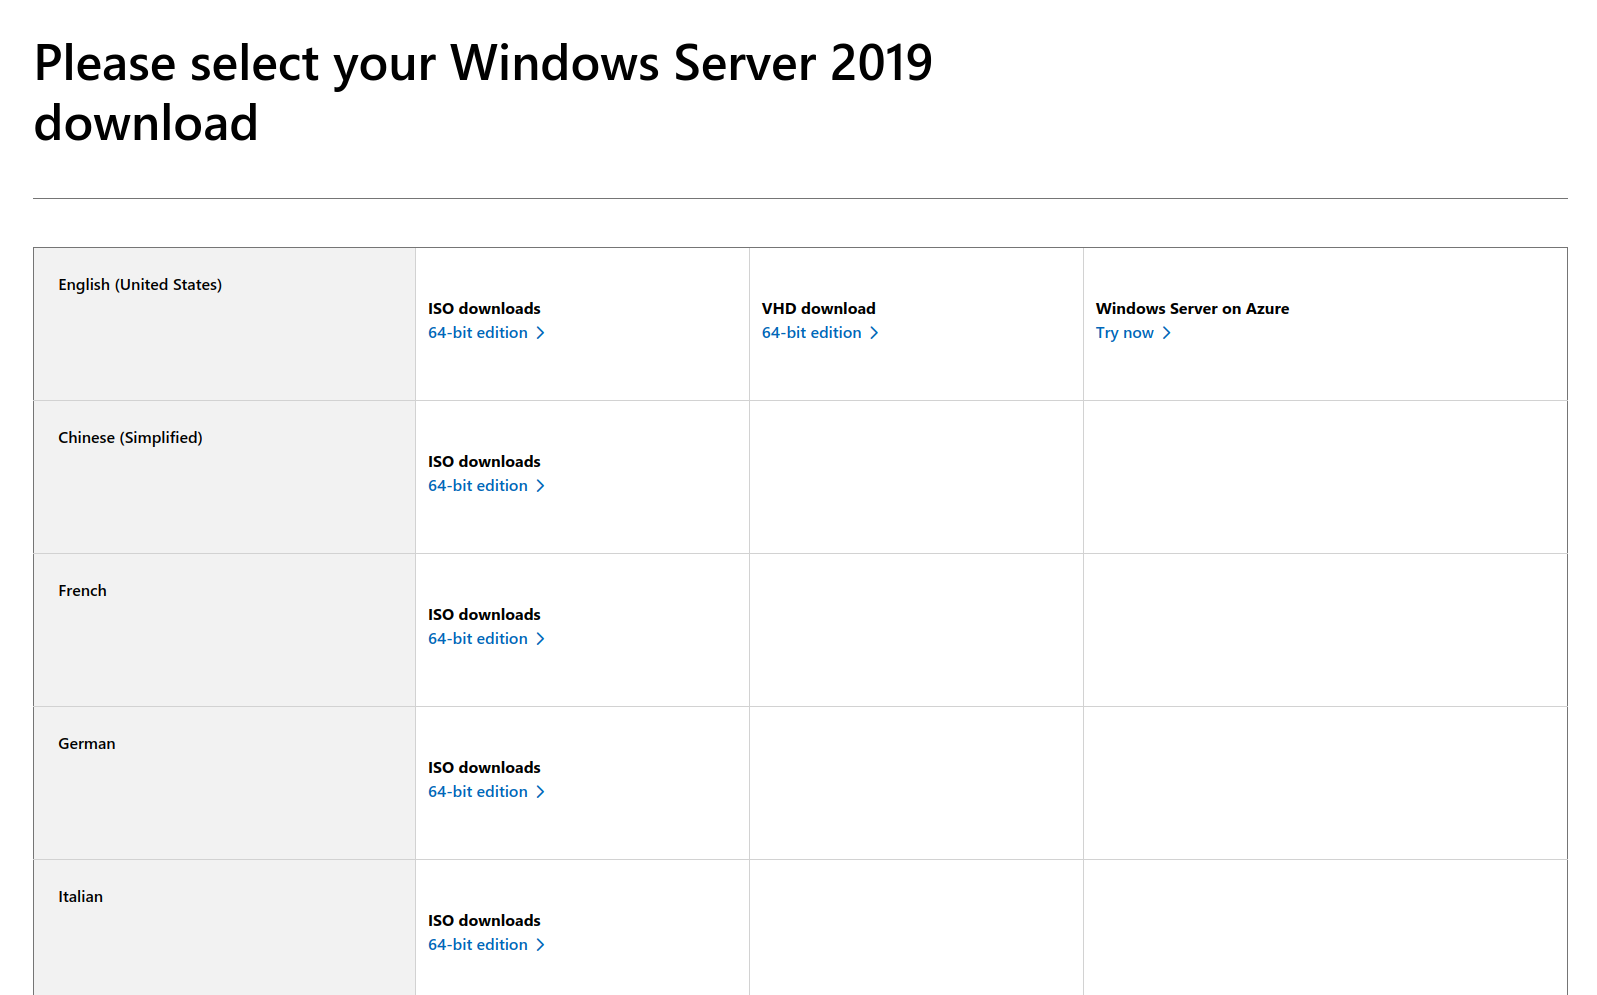 Please select your Windows Server 2019
download
English (United States)
ISO downloads
64-bit edition
VHD download
64-bit edition
Windows Server on Azure
Try now
Chinese (Simplified)
ISO downloads
64-bit edition
French
ISO downloads
64-bit edition
German
ISO downloads
64-bit edition
Italian
ISO downloads
64-bit edition